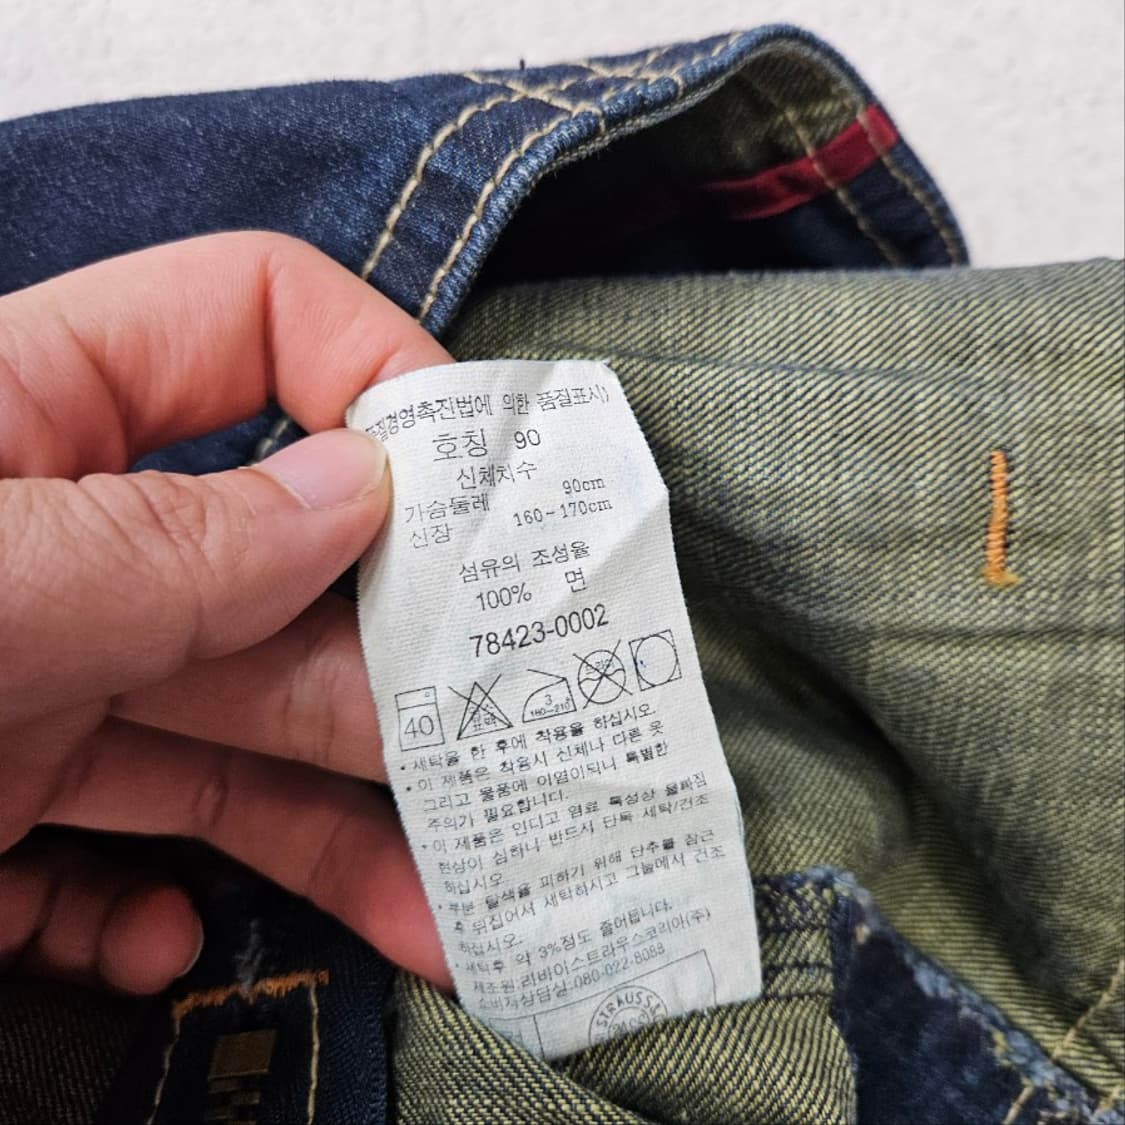 품질경영촉진법에 의한 품질표시)
호칭 90
신체치수
가슴둘레 90cm
신장 160-170cm
섬유의 조성율
100% 면
78423-0002
40 3 180-210
• 세탁을 한 후에 착용을 하십시오.
• 이 제품은 착용시 신체나 다른 옷
그리고 물품에 이염이되니 특별한
주의가 필요합니다.
• 이 제품은 인디고 염료 특성상 물빠짐
현상이 심하니 반드시 단독 세탁/건조
하십시오.
• 부분 탈색을 피하기 위해 단추를 잠근
후 뒤집어서 세탁하시고 그늘에서 건조
하십시오.
• 세탁후 약 3%정도 줄어듭니다.
제조원:리바이스트라우스코리아(주)
소비자상담실:080-022-8083
STRAUSS